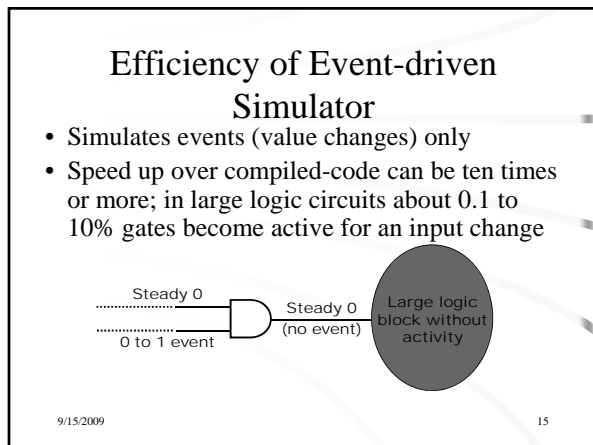 Efficiency of Event-driven
Simulator
• Simulates events (value changes) only
• Speed up over compiled-code can be ten times
or more; in large logic circuits about 0.1 to
10% gates become active for an input change
Steady 0
0 to 1 event
Steady 0
(no event)
Large logic
block without
activity
9/15/2009
15